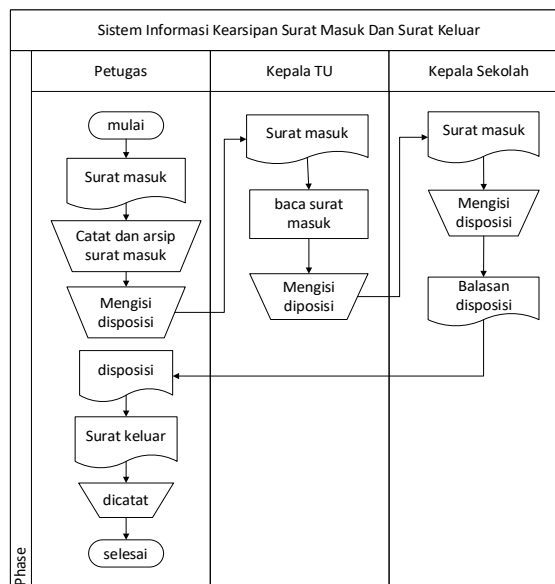 Sistem Informasi Kearsipan Surat Masuk Dan Surat Keluar
Petugas
Kepala TU
Kepala Sekolah
mulai
Surat masuk
Catat dan arsip
surat masuk
Mengisi
disposisi
disposisi
Surat keluar
dicatat
selesai
Surat masuk
baca surat
masuk
Mengisi
diposisi
Surat masuk
Mengisi
disposisi
Balasan
disposisi
Phase